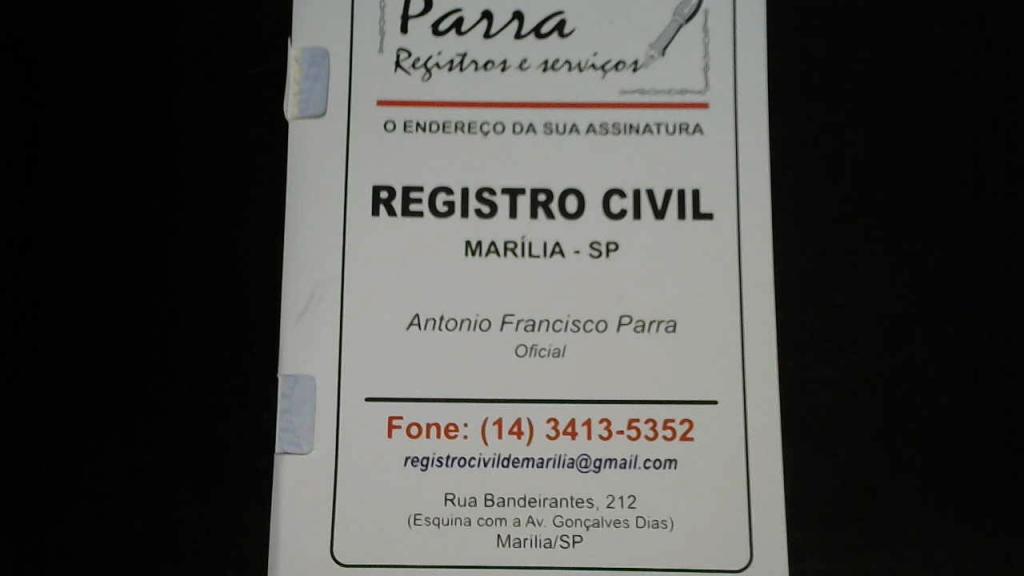 Parra
Registros e serviços
O ENDEREÇO DA SUA ASSINATURA
REGISTRO CIVIL
MARÍLIA - SP
Antonio Francisco Parra
Oficial
Fone: (14) 3413-5352
registrocivildemarilia@gmail.com
Rua Bandeirantes, 212
(Esquina com a Av. Gonçalves Dias)
Marília/SP